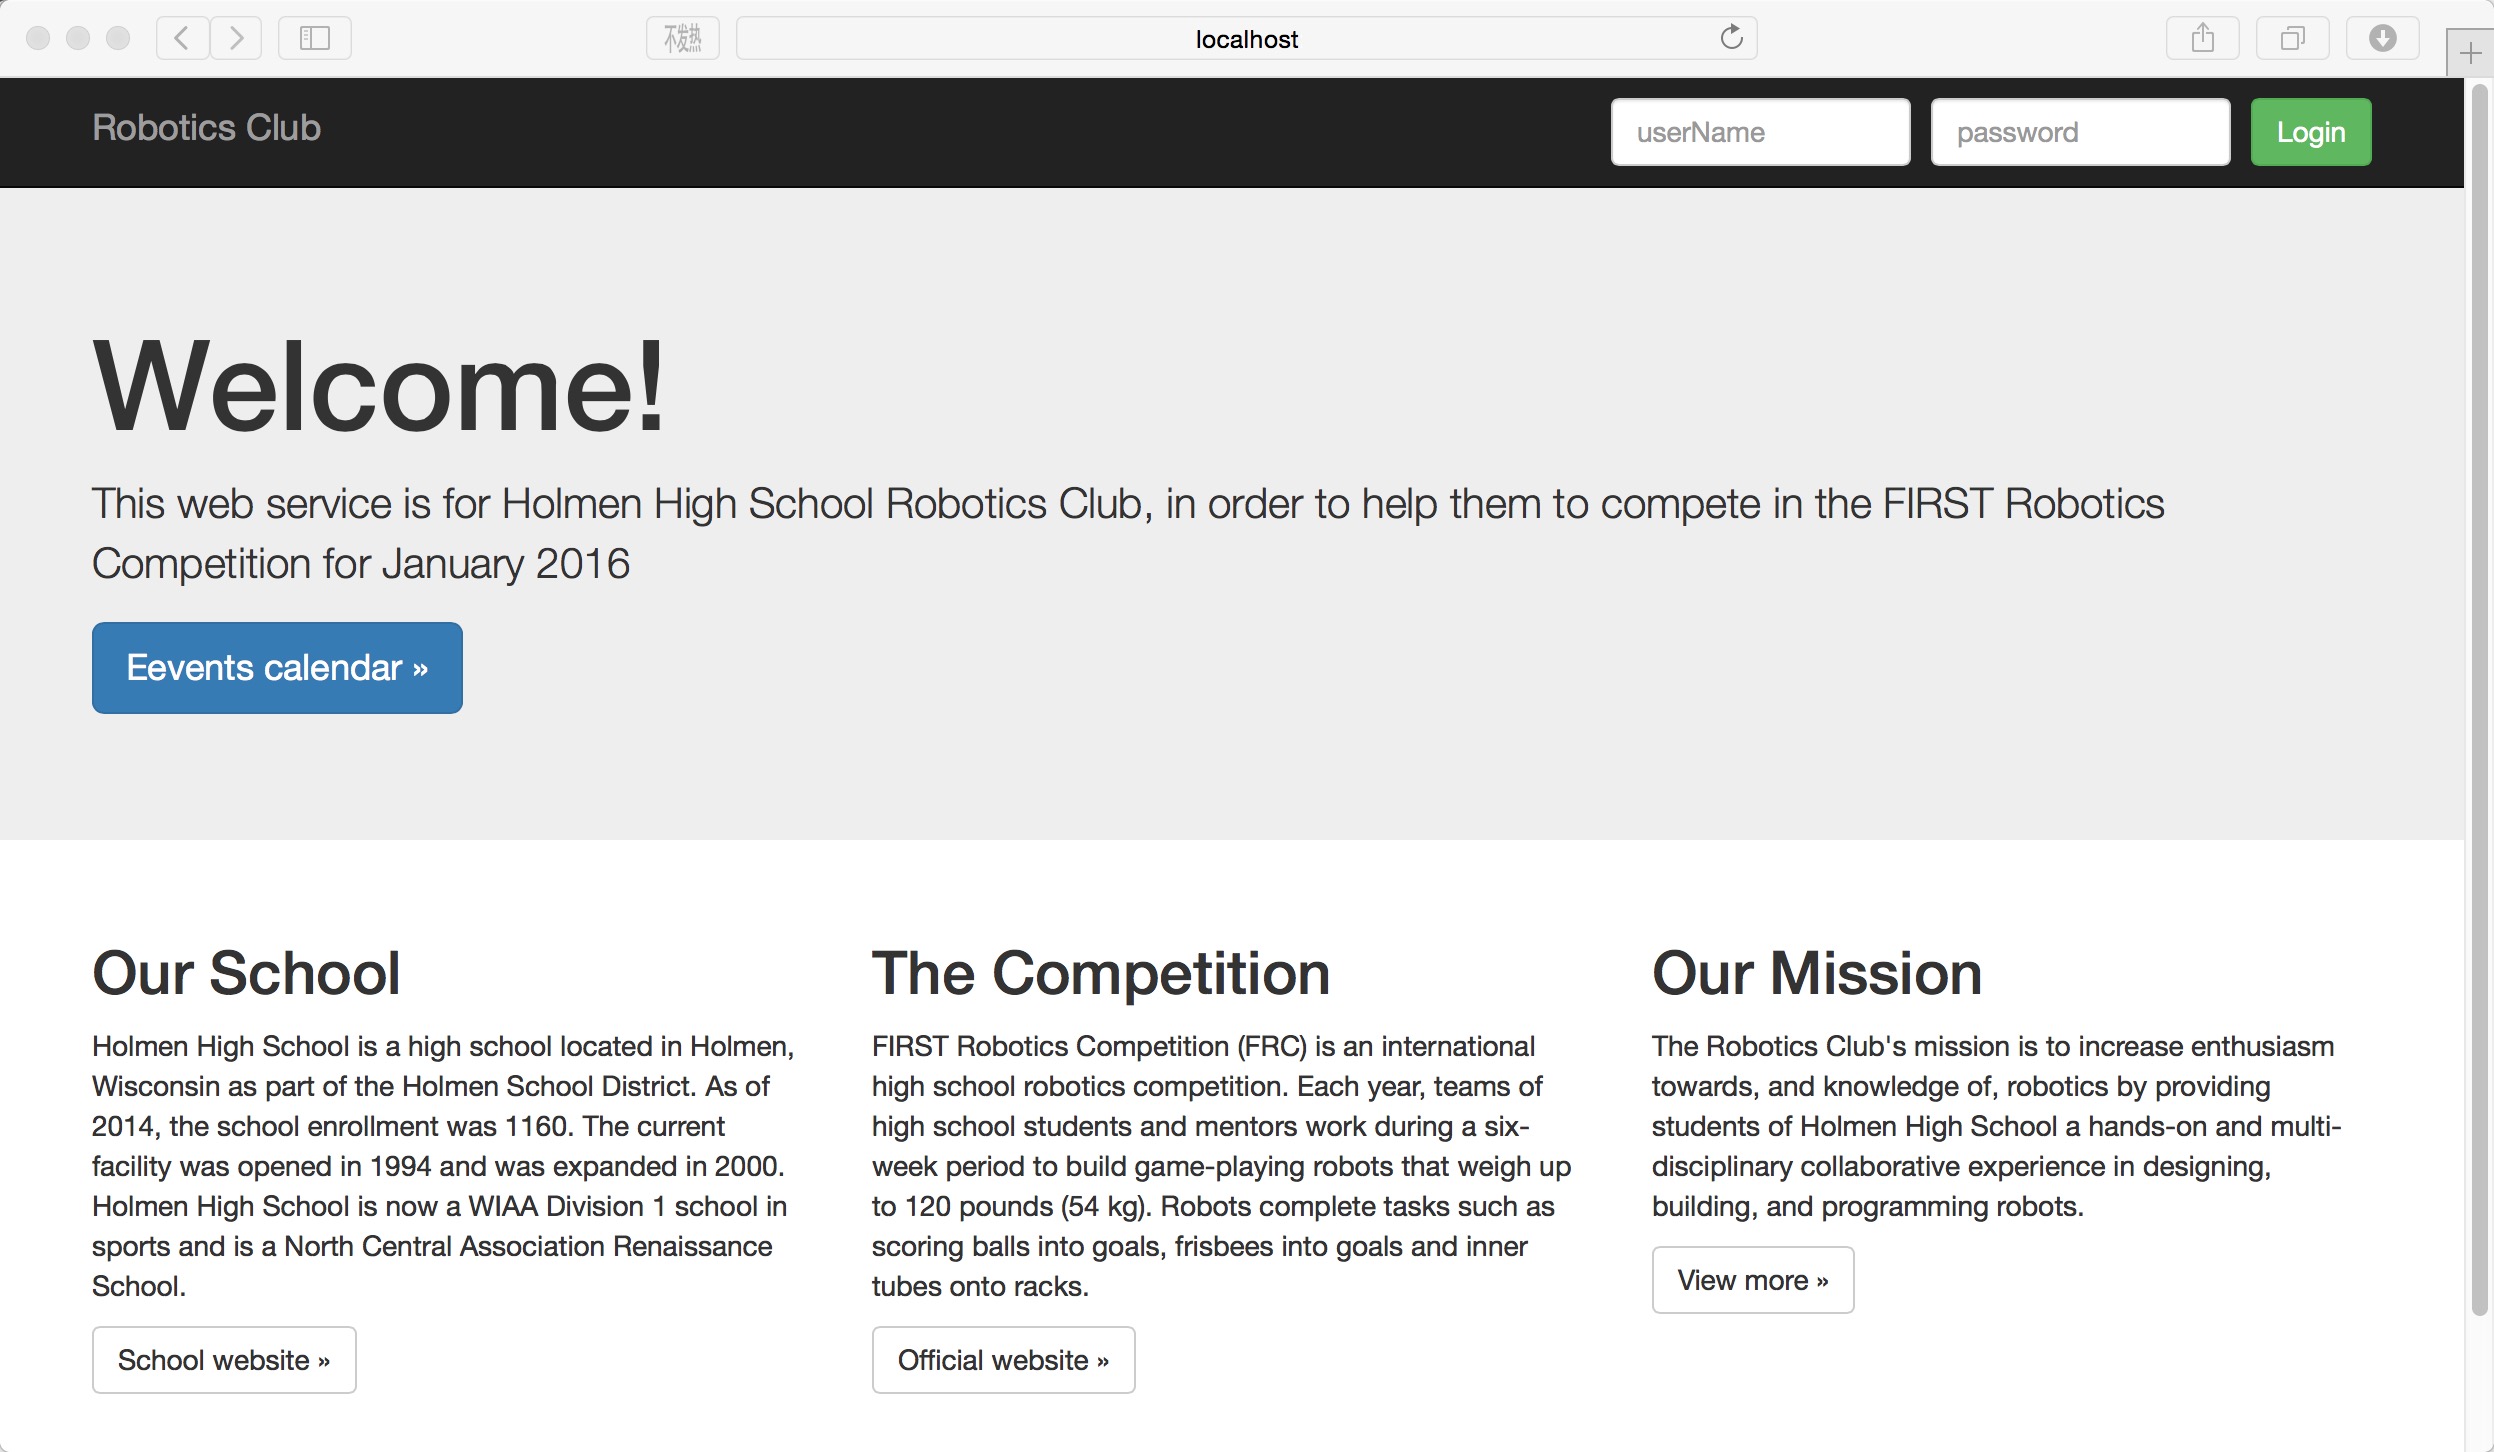 不发热
localhost
Robotics Club
userName
password
Login
Welcome!
This web service is for Holmen High School Robotics Club, in order to help them to compete in the FIRST Robotics
Competition for January 2016
Eevents calendar »
Our School
Holmen High School is a high school located in Holmen,
Wisconsin as part of the Holmen School District. As of
2014, the school enrollment was 1160. The current
facility was opened in 1994 and was expanded in 2000.
Holmen High School is now a WIAA Division 1 school in
sports and is a North Central Association Renaissance
School.
School website »
The Competition
FIRST Robotics Competition (FRC) is an international
high school robotics competition. Each year, teams of
high school students and mentors work during a six-
week period to build game-playing robots that weigh up
to 120 pounds (54 kg). Robots complete tasks such as
scoring balls into goals, frisbees into goals and inner
tubes onto racks.
Official website »
Our Mission
The Robotics Club's mission is to increase enthusiasm
towards, and knowledge of, robotics by providing
students of Holmen High School a hands-on and multi-
disciplinary collaborative experience in designing,
building, and programming robots.
View more »